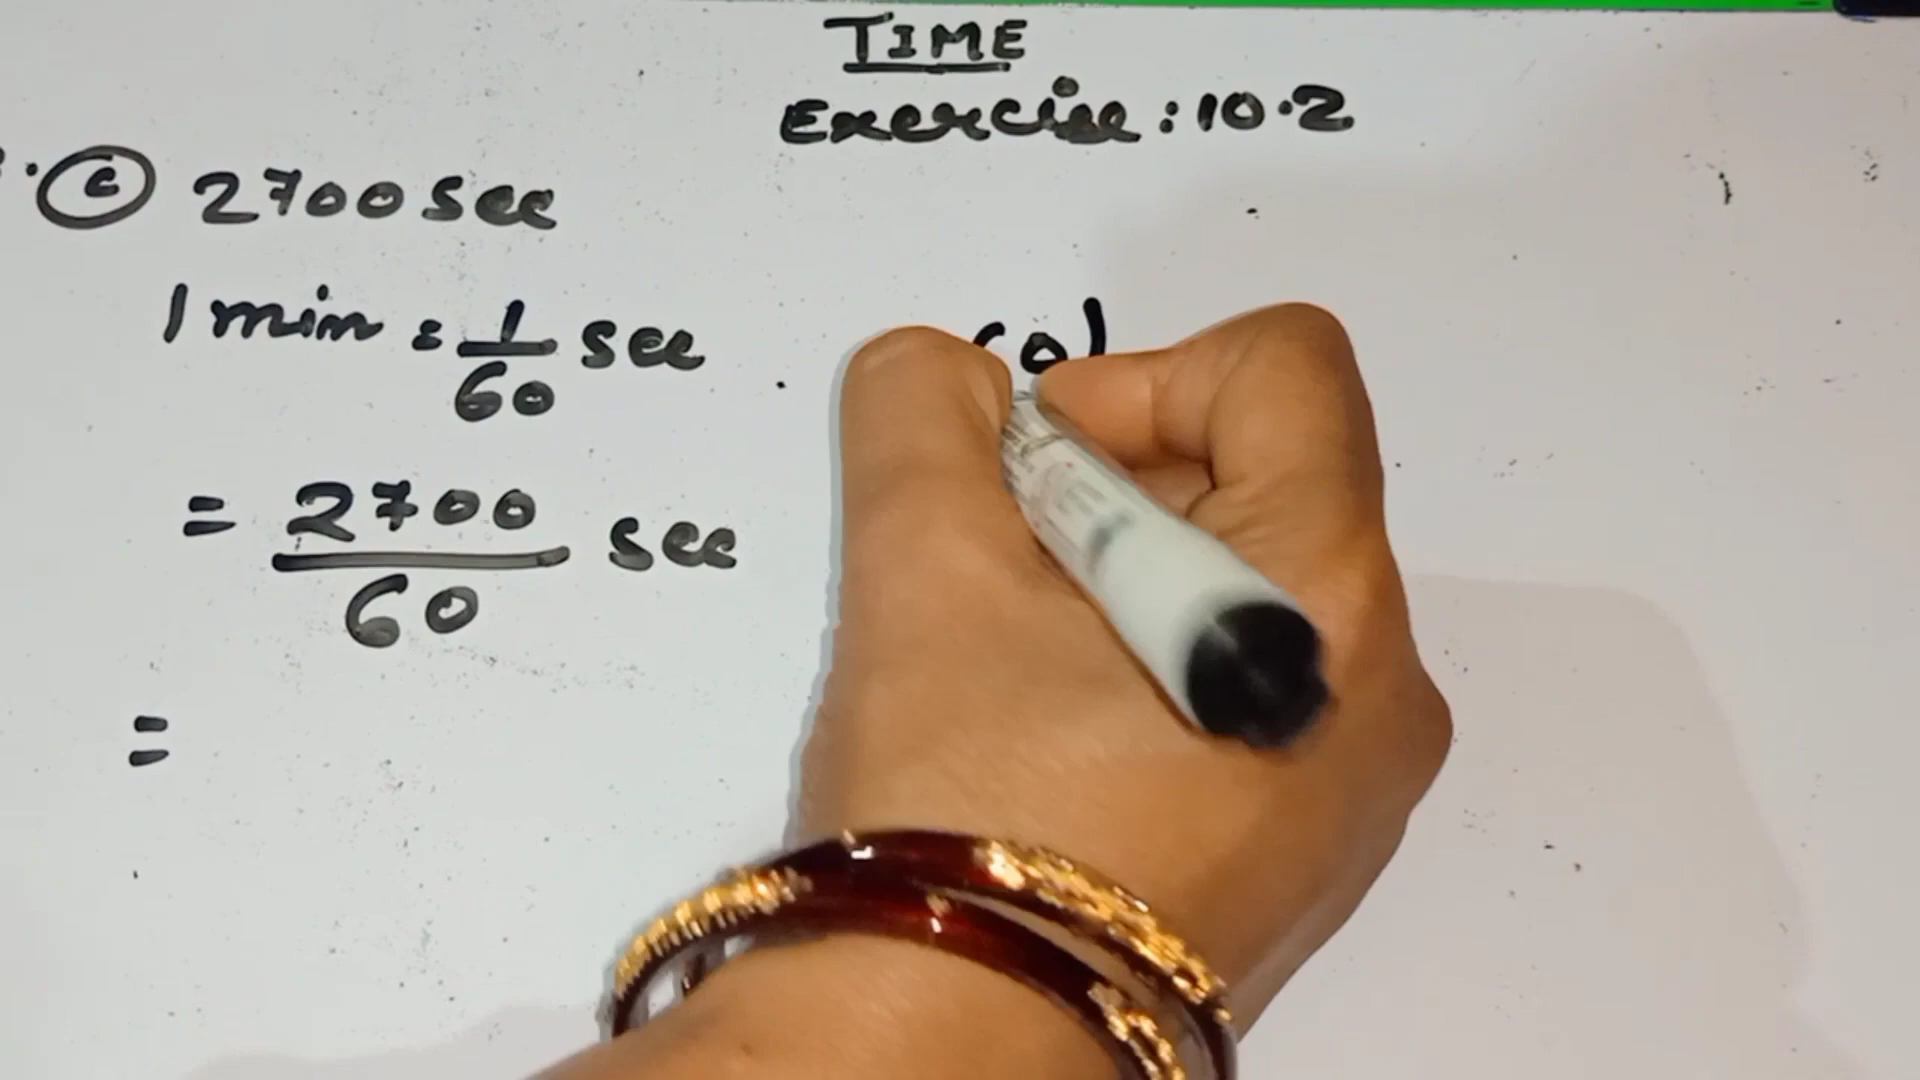 TIME
Exercise : 10.2
c 2700 sec
1 min = 1/60 sec
= 2700/60 sec
=